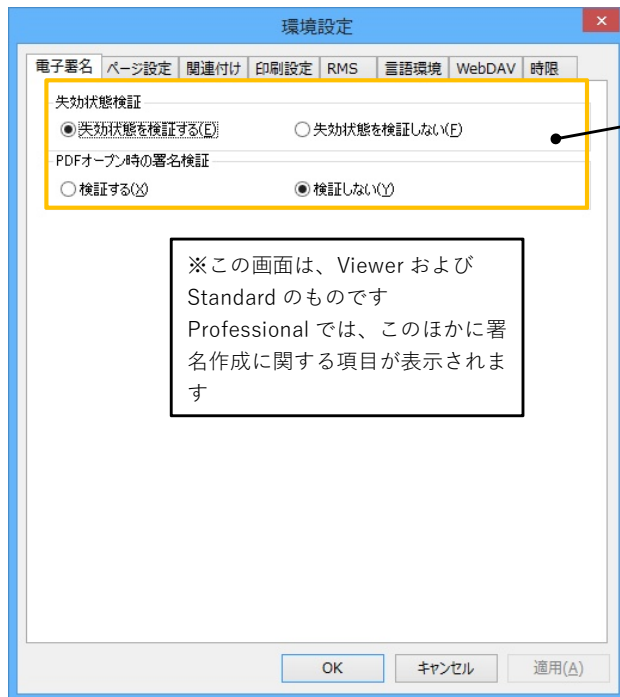 環境設定
電子署名 ページ設定 関連付け 印刷設定 RMS 言語環境 WebDAV 時限
失効状態検証
失効状態を検証する(E) 失効状態を検証しない(F)
PDFオープン時の署名検証
検証する(X) 検証しない(Y)
※この画面は、Viewer および
Standard のものです
Professional では、このほかに署
名作成に関する項目が表示されま
す
OK キャンセル 適用(A)